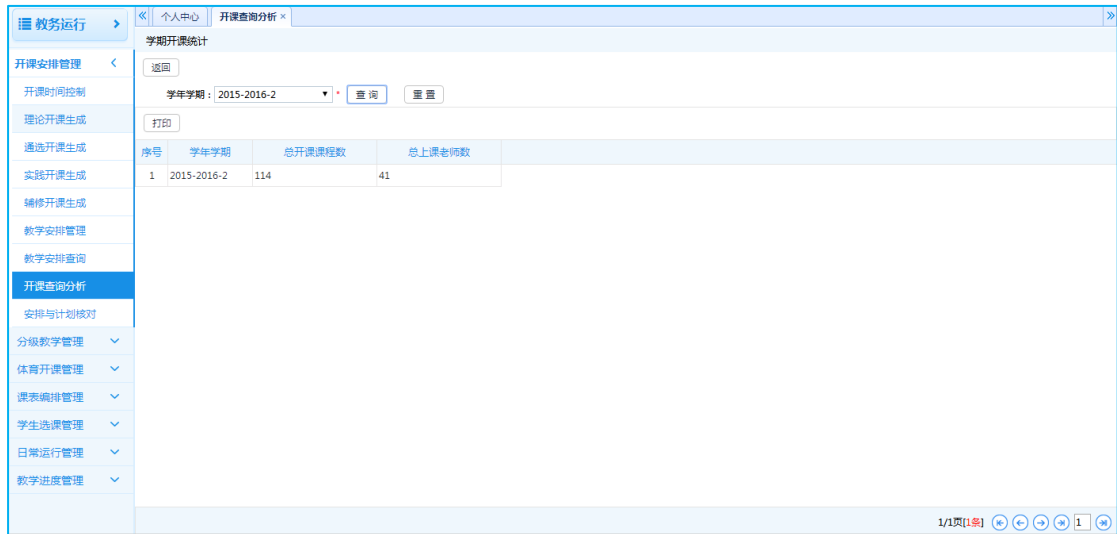 教务运行
开课安排管理
开课时间控制
理论开课生成
通选开课生成
实践开课生成
辅修开课生成
教学安排管理
教学安排查询
开课查询分析
安排与计划核对
分级教学管理
体育开课管理
课表编排管理
学生选课管理
日常运行管理
教学进度管理
个人中心 开课查询分析 ×
学期开课统计
返回
学年学期： 2015-2016-2 * 查 询 重 置
打印
序号 学年学期 总开课课程数 总上课老师数
1 2015-2016-2 114 41
1/1页[1条] 1